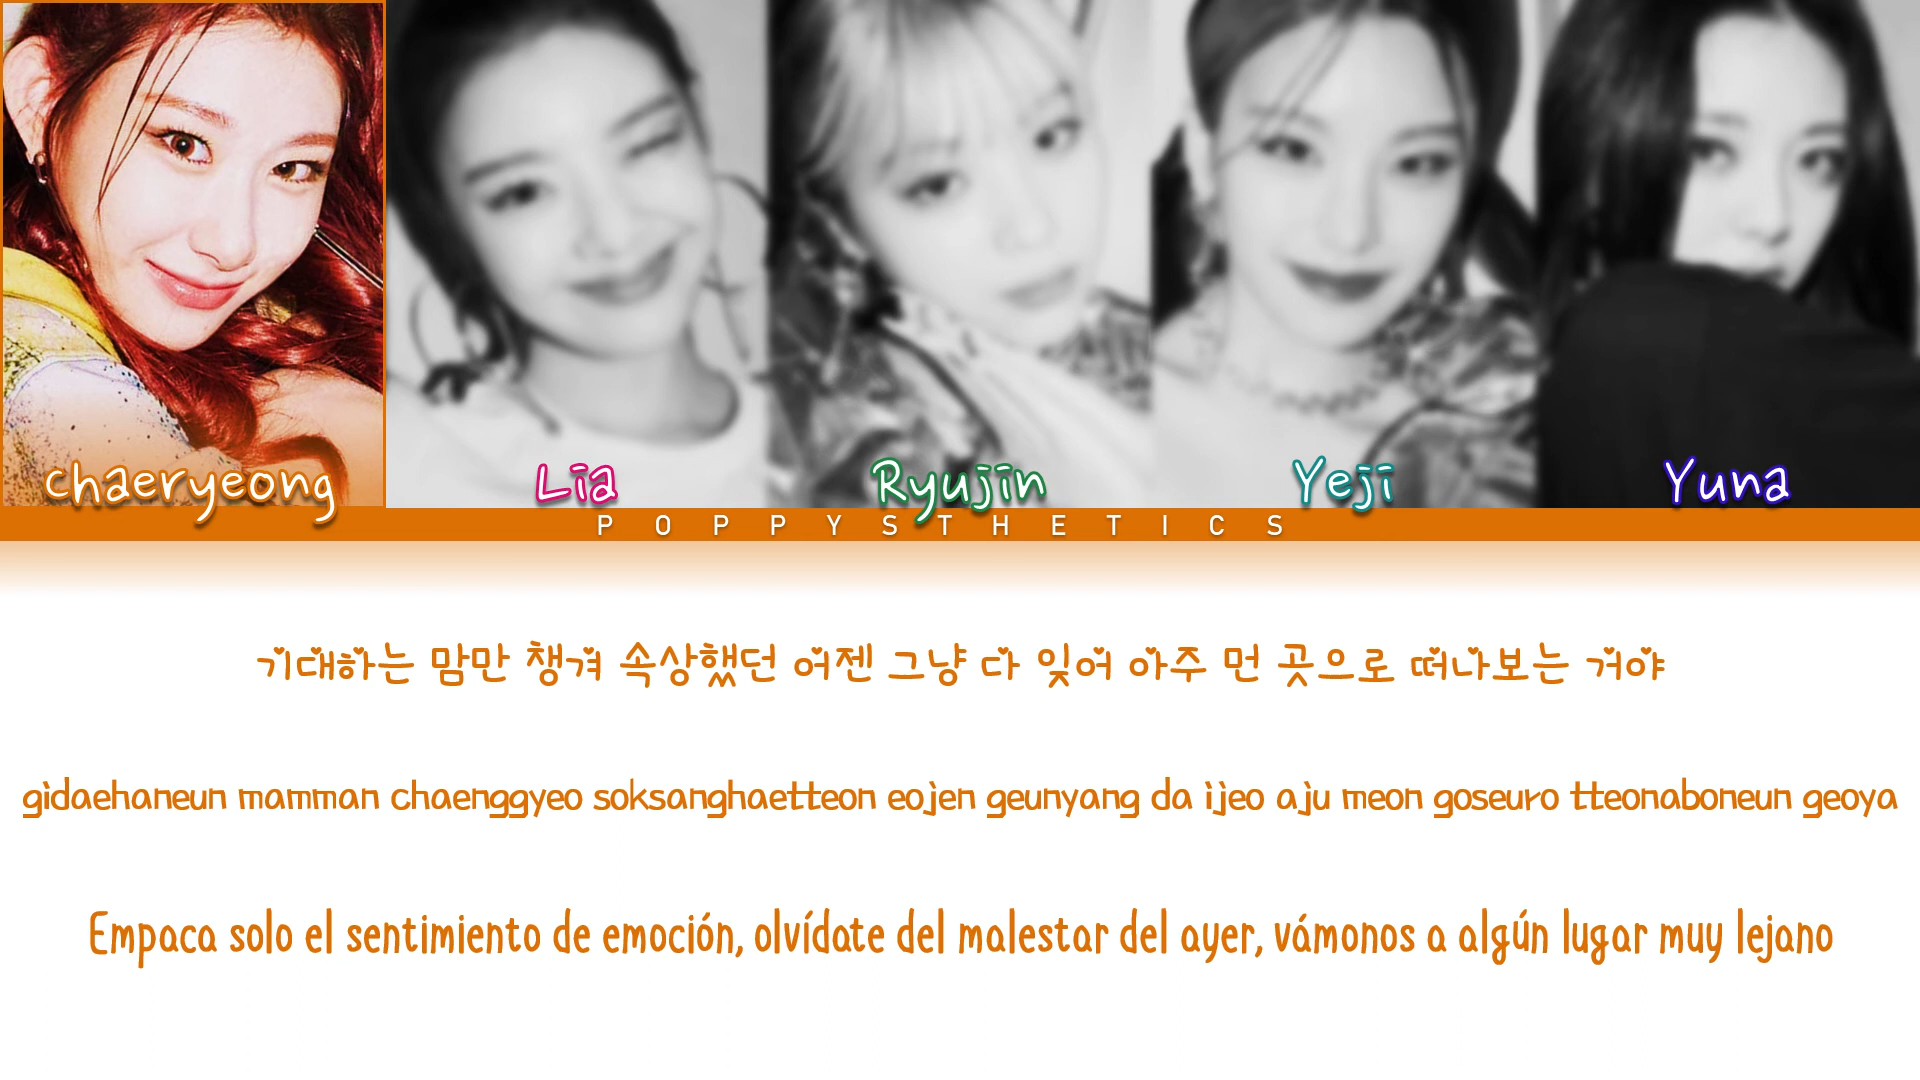 chaeryeong Lia Ryujin Yeji Yuna
POPPYSTHETICS
기대하는 맘만 챙겨 속상했던 어젠 그냥 다 잊어 아주 먼 곳으로 떠나보는 거야
gidaehaneun mamman chaenggyeo soksanghaetteon eojen geunyang da ijeo aju meon goseuro tteonaboneun geoya
Empaca solo el sentimiento de emoción, olvídate del malestar del ayer, vámonos a algún lugar muy lejano